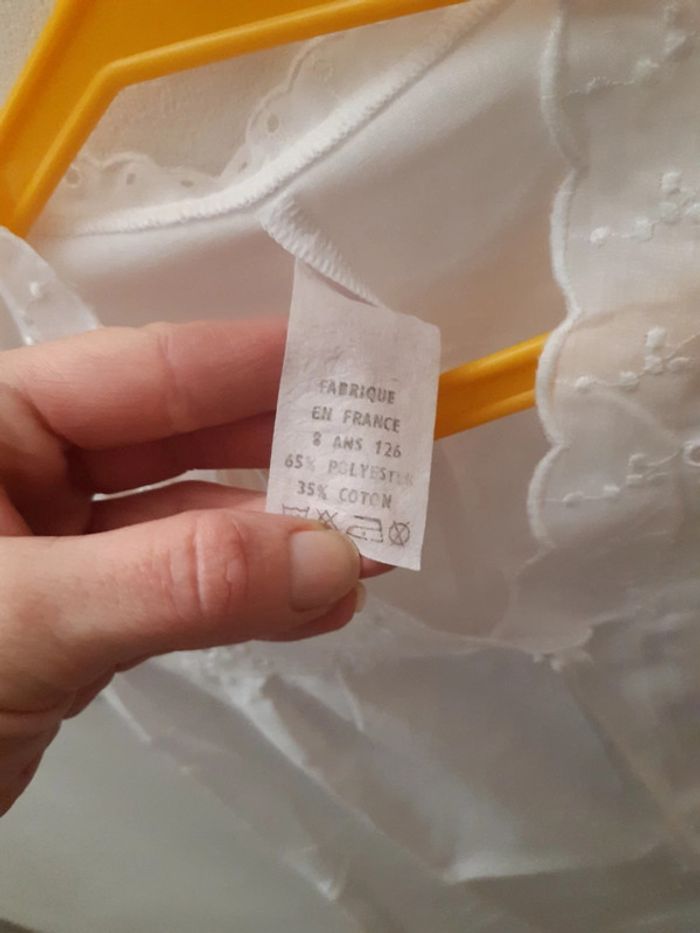 FABRIQUE
EN FRANCE
8 ANS 126
65% POLYESTER
35% COTON